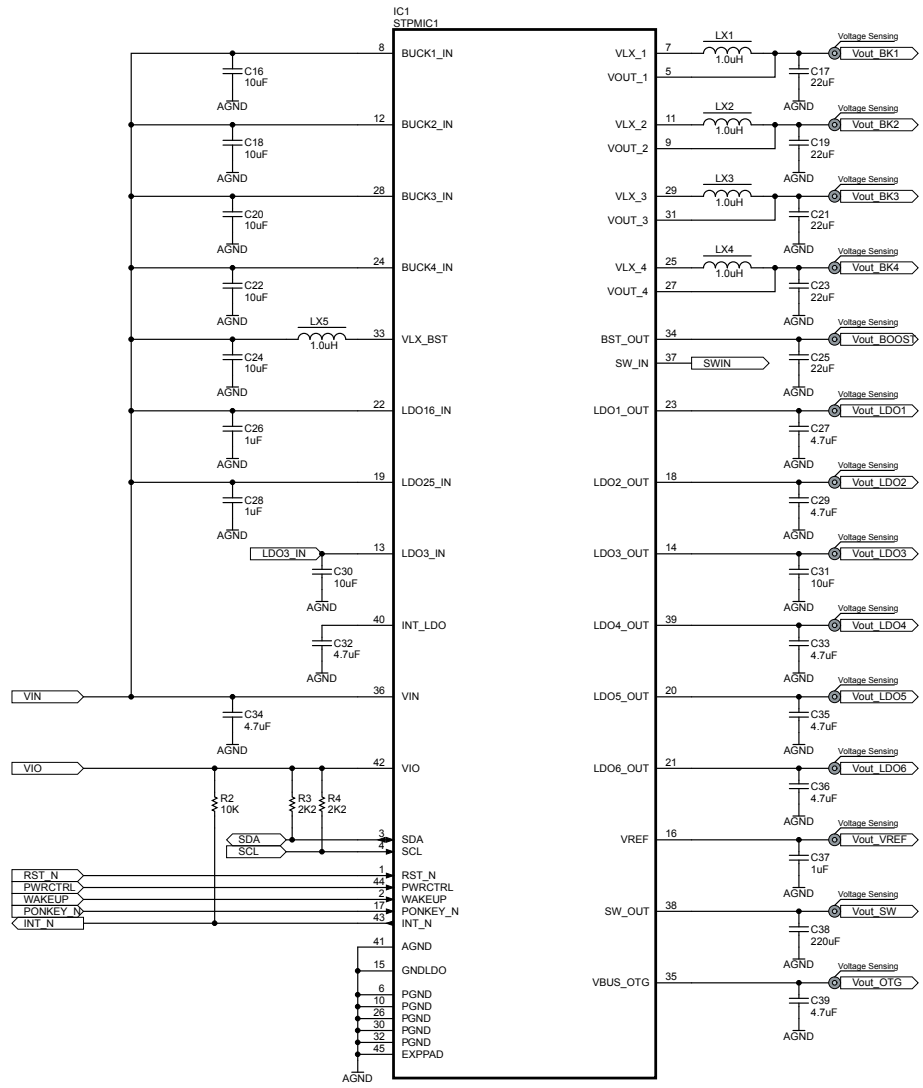 IC1
STPMIC1
8
BUCK1_IN
C16
10uF
AGND
12
BUCK2_IN
C18
10uF
AGND
28
BUCK3_IN
C20
10uF
AGND
24
BUCK4_IN
C22
10uF
AGND
LX5
1.0uH
33
VLX_BST
C24
10uF
AGND
22
LDO16_IN
C26
1uF
AGND
19
LDO25_IN
C28
1uF
AGND
LDO3_IN
13
LDO3_IN
C30
10uF
AGND
40
INT_LDO
C32
4.7uF
AGND
VIN
36
VIN
C34
4.7uF
AGND
VIO
42
VIO
R2
10K
R3
2K2
R4
2K2
SDA
3
SDA
SCL
4
SCL
RST_N
1
RST_N
PWRCTRL
44
PWRCTRL
WAKEUP
2
WAKEUP
PONKEY_N
17
PONKEY_N
INT_N
43
INT_N
41
AGND
15
GNDLDO
6
PGND
10
PGND
26
PGND
30
PGND
32
PGND
45
EXPPAD
AGND
VLX_1
7
LX1
1.0uH
VOUT_1
5
C17
22uF
AGND
Voltage Sensing
Vout_BK1
VLX_2
11
LX2
1.0uH
VOUT_2
9
C19
22uF
AGND
Voltage Sensing
Vout_BK2
VLX_3
29
LX3
1.0uH
VOUT_3
31
C21
22uF
AGND
Voltage Sensing
Vout_BK3
VLX_4
25
LX4
1.0uH
VOUT_4
27
C23
22uF
AGND
Voltage Sensing
Vout_BK4
BST_OUT
34
C25
22uF
AGND
Voltage Sensing
Vout_BOOST
SW_IN
37
SWIN
LDO1_OUT
23
C27
4.7uF
AGND
Voltage Sensing
Vout_LDO1
LDO2_OUT
18
C29
4.7uF
AGND
Voltage Sensing
Vout_LDO2
LDO3_OUT
14
C31
10uF
AGND
Voltage Sensing
Vout_LDO3
LDO4_OUT
39
C33
4.7uF
AGND
Voltage Sensing
Vout_LDO4
LDO5_OUT
20
C35
4.7uF
AGND
Voltage Sensing
Vout_LDO5
LDO6_OUT
21
C36
4.7uF
AGND
Voltage Sensing
Vout_LDO6
VREF
16
C37
1uF
AGND
Voltage Sensing
Vout_VREF
SW_OUT
38
C38
220uF
AGND
Voltage Sensing
Vout_SW
VBUS_OTG
35
C39
4.7uF
AGND
Voltage Sensing
Vout_OTG